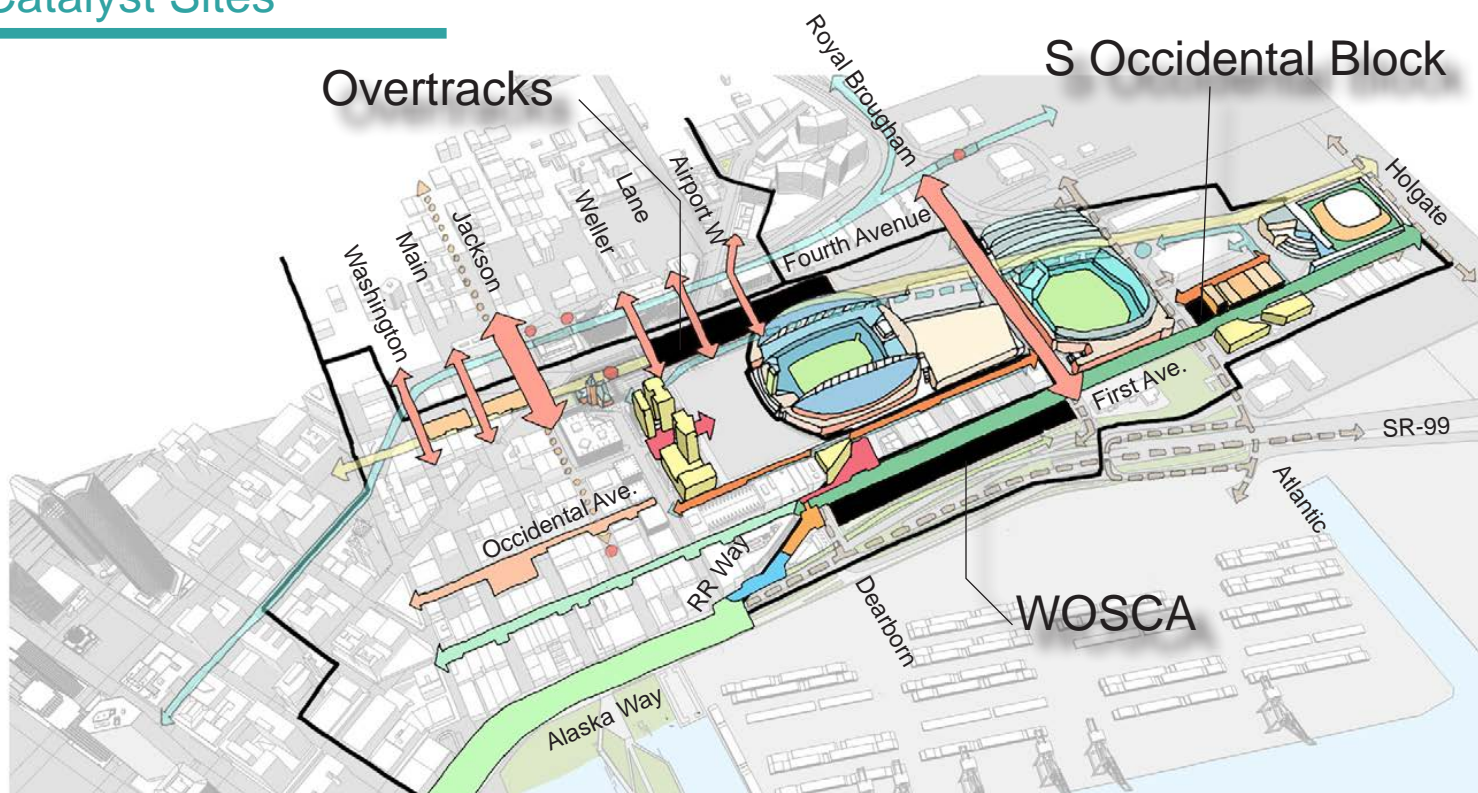 Catalyst Sites
Overtracks
S Occidental Block
Royal Brougham
Holgate
Airport W
Lane
Weller
Jackson
Main
Washington
Fourth Avenue
First Ave.
SR-99
Atlantic
Occidental Ave.
RR Way
Dearborn
WOSCA
Alaska Way